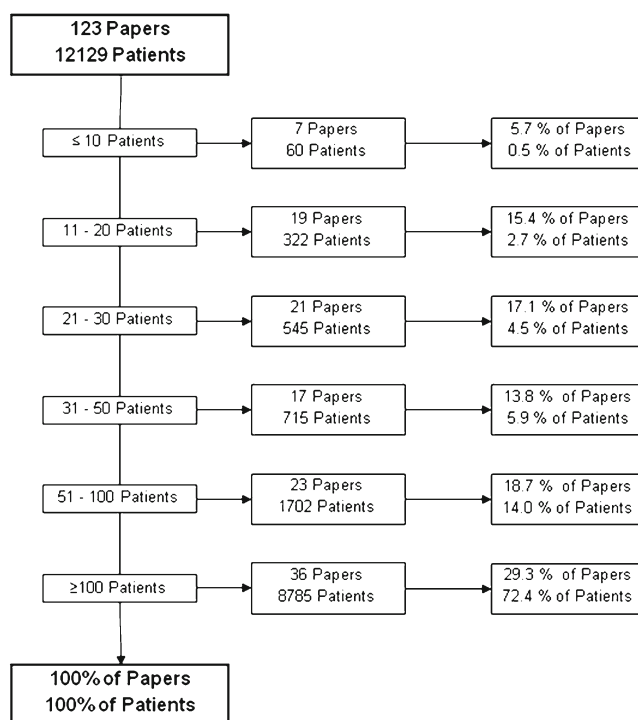 123 Papers
12129 Patients
≤ 10 Patients
7 Papers
60 Patients
5.7 % of Papers
0.5 % of Patients
11 - 20 Patients
19 Papers
322 Patients
15.4 % of Papers
2.7 % of Patients
21 - 30 Patients
21 Papers
545 Patients
17.1 % of Papers
4.5 % of Patients
31 - 50 Patients
17 Papers
715 Patients
13.8 % of Papers
5.9 % of Patients
51 - 100 Patients
23 Papers
1702 Patients
18.7 % of Papers
14.0 % of Patients
≥100 Patients
36 Papers
8785 Patients
29.3 % of Papers
72.4 % of Patients
100% of Papers
100% of Patients